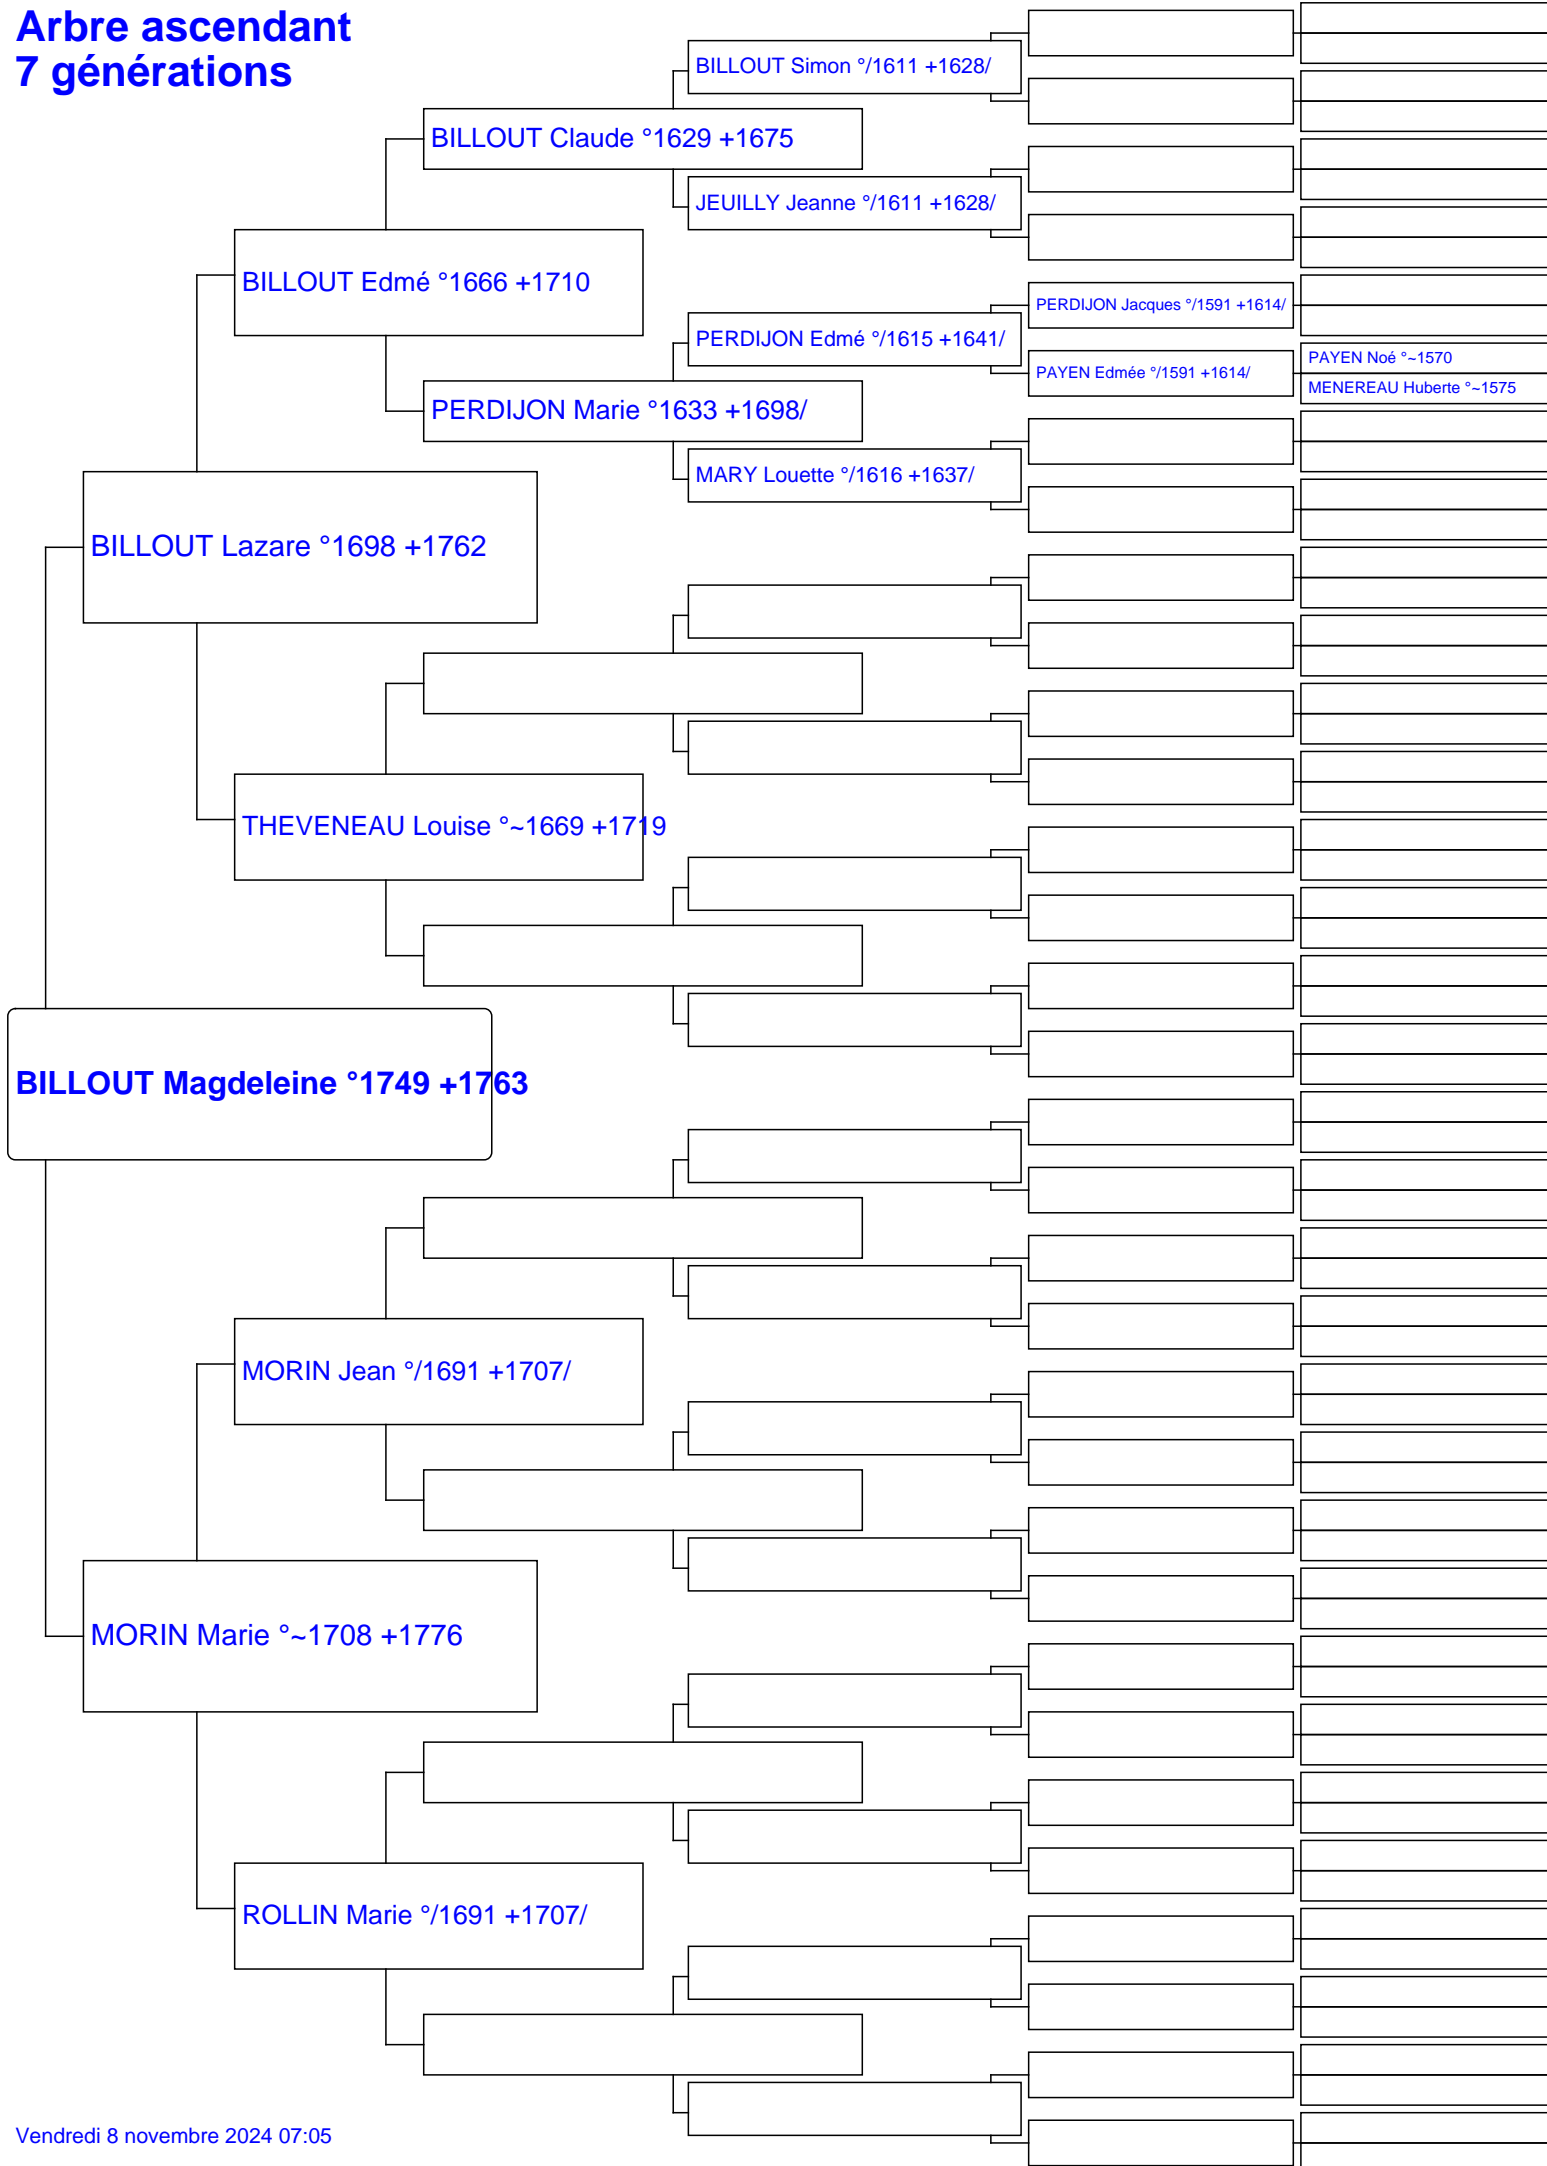 Arbre ascendant
7 générations
BILLOUT Simon °/1611 +1628/
BILLOUT Claude °1629 +1675
JEUILLY Jeanne °/1611 +1628/
BILLOUT Edmé °1666 +1710
PERDIJON Jacques °/1591 +1614/
PERDIJON Edmé °/1615 +1641/
PAYEN Noé °~1570
PAYEN Edmée °/1591 +1614/
MENEREAU Huberte °~1575
PERDIJON Marie °1633 +1698/
MARY Louette °/1616 +1637/
BILLOUT Lazare °1698 +1762
THEVENEAU Louise °~1669 +1719
BILLOUT Magdeleine °1749 +1763
MORIN Jean °/1691 +1707/
MORIN Marie °~1708 +1776
ROLLIN Marie °/1691 +1707/
Vendredi 8 novembre 2024 07:05